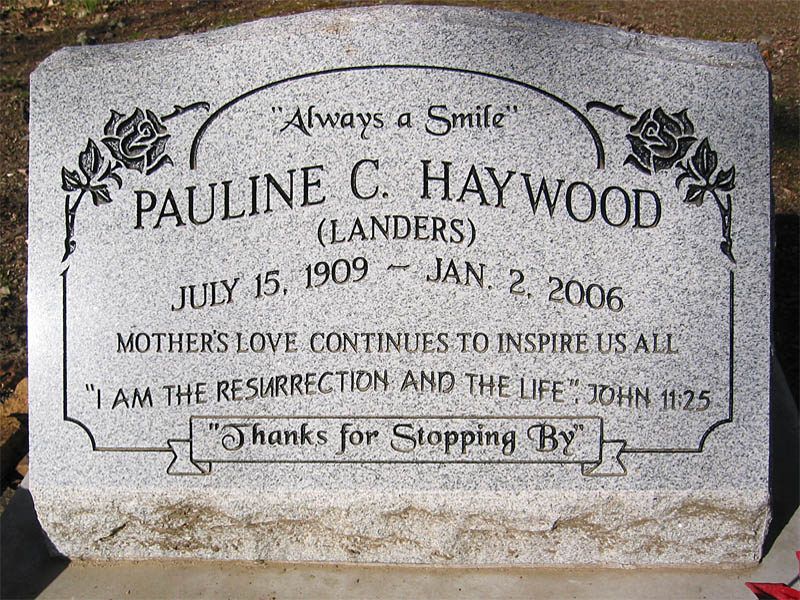 "Always a Smile"
PAULINE C. HAYWOOD
(LANDERS)
JULY 15, 1909 ~ JAN. 2, 2006
MOTHER'S LOVE CONTINUES TO INSPIRE US ALL
"I AM THE RESURRECTION AND THE LIFE". JOHN 11:25
"Thanks for Stopping By"